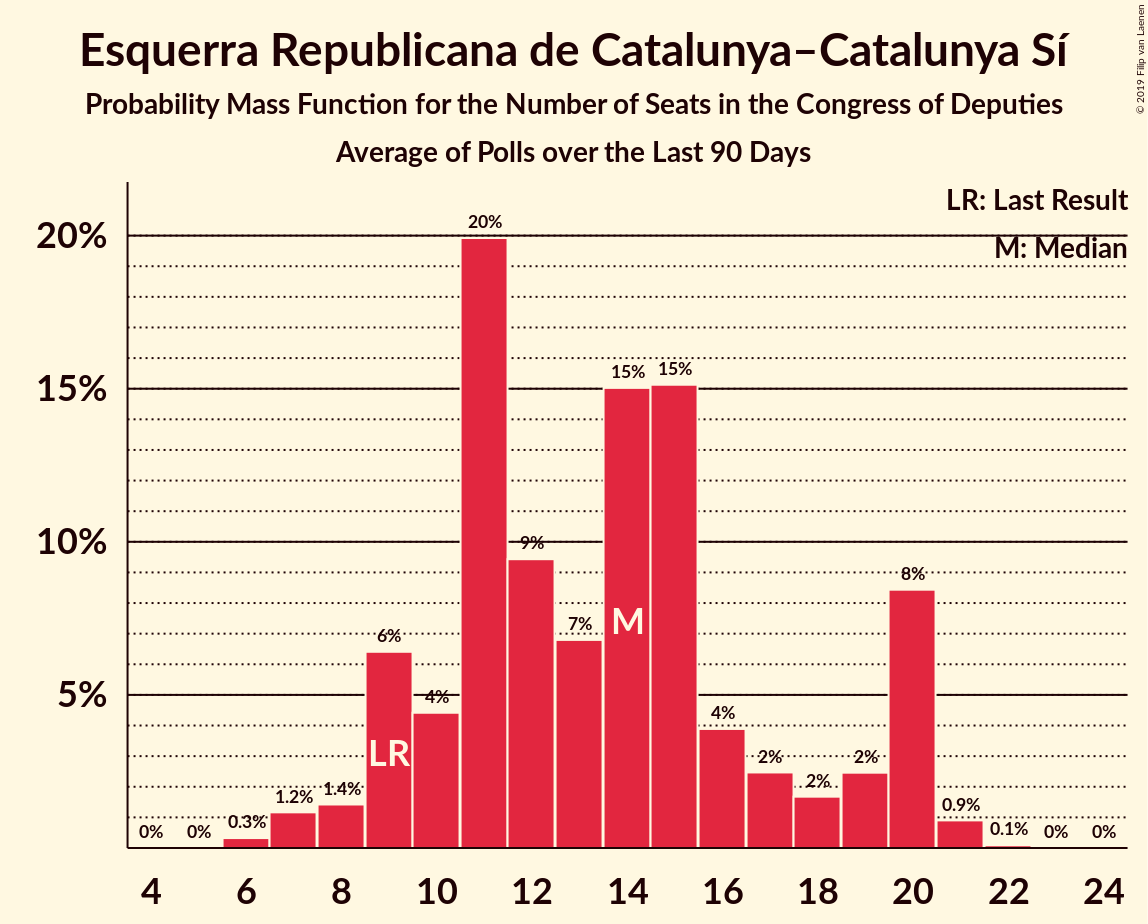 Esquerra Republicana de Catalunya–Catalunya Sí
Probability Mass Function for the Number of Seats in the Congress of Deputies
Average of Polls over the Last 90 Days
© 2019 Filip van Laenen
LR: Last Result
M: Median
20%
15%
10%
5%
0%
0%
0.3%
1.2%
1.4%
6%
4%
20%
9%
7%
15%
15%
4%
2%
2%
2%
8%
0.9%
0.1%
0%
0%
LR
M
4 6 8 10 12 14 16 18 20 22 24